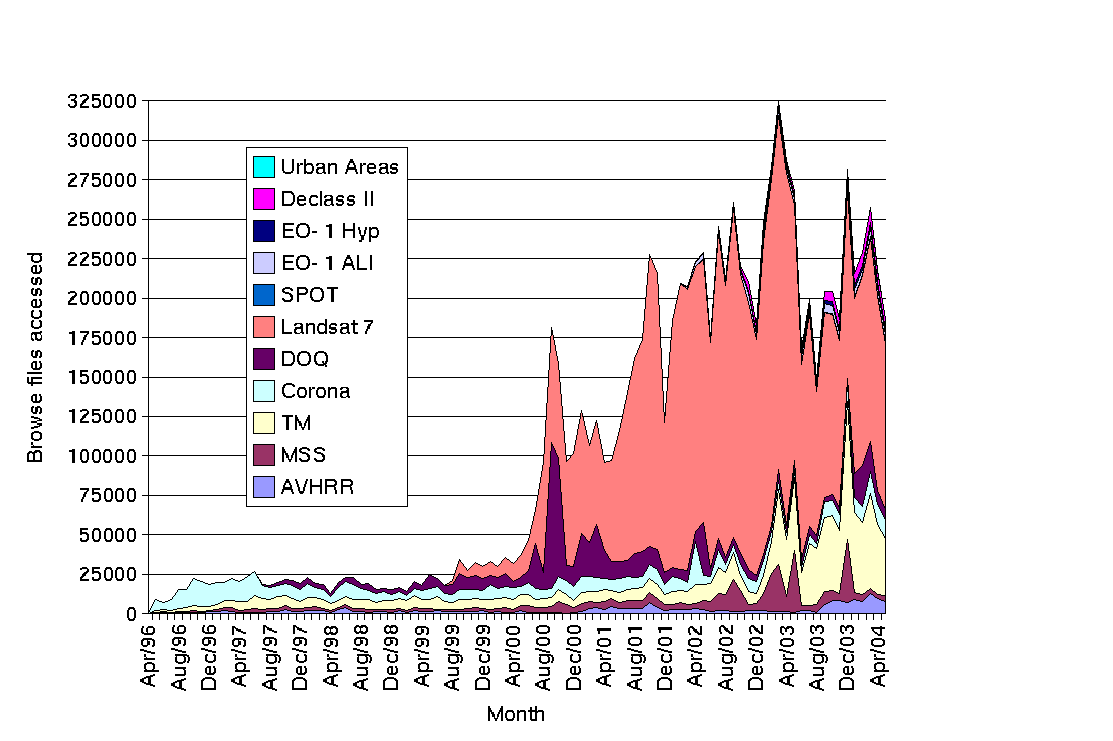 325000
300000
275000
250000
225000
200000
175000
150000
125000
100000
75000
50000
25000
0
Browse files accessed
Urban Areas
Declass II
EO- 1 Hyp
EO- 1 ALI
SPOT
Landsat 7
DOQ
Corona
TM
MSS
AVHRR
Apr/96
Aug/96
Dec/96
Apr/97
Aug/97
Dec/97
Apr/98
Aug/98
Dec/98
Apr/99
Aug/99
Dec/99
Apr/00
Aug/00
Dec/00
Apr/01
Aug/01
Dec/01
Apr/02
Aug/02
Dec/02
Apr/03
Aug/03
Dec/03
Apr/04
Month